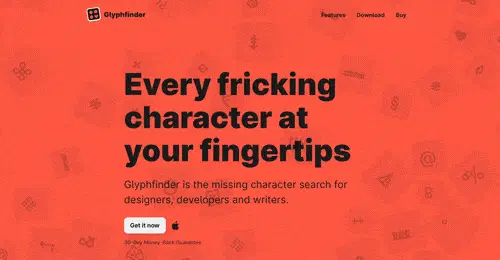 Glyphfinder
Features Download Buy
Every fricking
character at
your fingertips
Glyphfinder is the missing character search for
designers, developers and writers.
Get it now
30-Day Money-Back Guarantee